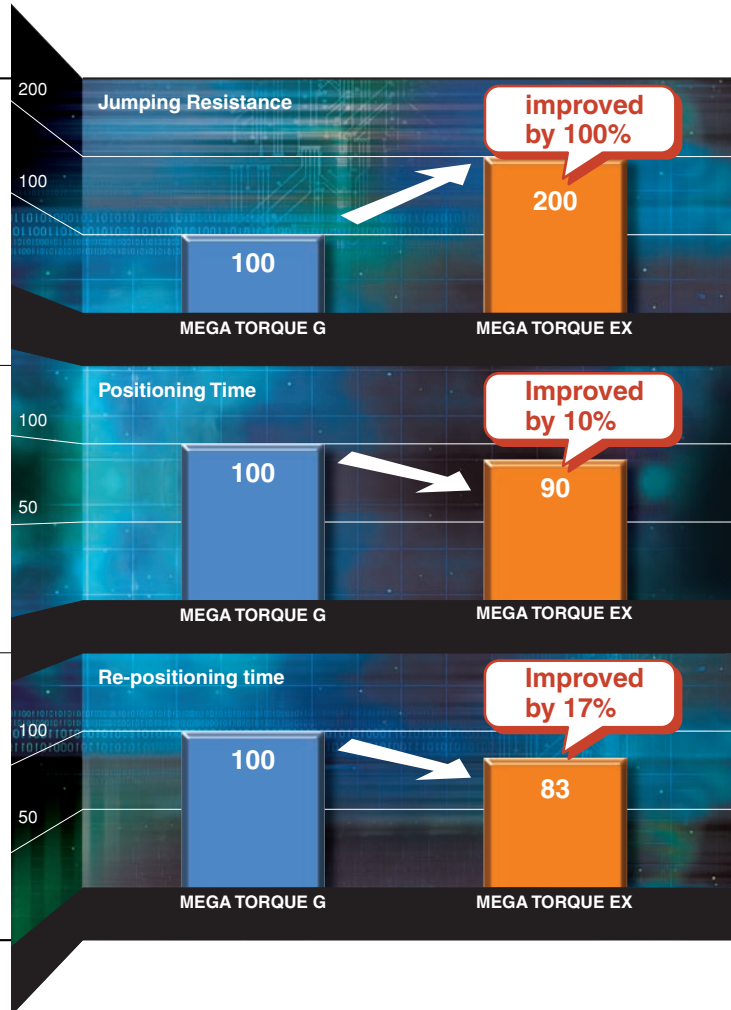 200
Jumping Resistance
improved
by 100%
100
200
100
MEGA TORQUE G
MEGA TORQUE EX
Positioning Time
Improved
by 10%
100
100
90
50
MEGA TORQUE G
MEGA TORQUE EX
Re-positioning time
Improved
by 17%
100
100
83
50
MEGA TORQUE G
MEGA TORQUE EX